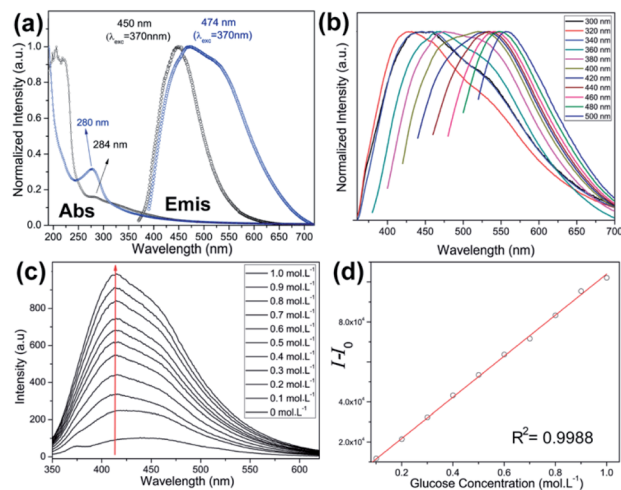 (a)
450 nm
(λexc=370nnm)
474 nm
(λexc=370nm)
280 nm
284 nm
Abs
Emis
Normalized Intensity (a.u.)
1.0
0.8
0.6
0.4
0.2
0.0
200 250 300 350 400 450 500 550 600 650 700
Wavelength (nm)
(b)
300 nm
320 nm
340 nm
360 nm
380 nm
400 nm
420 nm
440 nm
460 nm
480 nm
500 nm
Normalized Intensity (a.u.)
400 450 500 550 600 650 700
Wavelength (nm)
(c)
1.0 mol.L⁻¹
0.9 mol.L⁻¹
0.8 mol.L⁻¹
0.7 mol.L⁻¹
0.6 mol.L⁻¹
0.5 mol.L⁻¹
0.4 mol.L⁻¹
0.3 mol.L⁻¹
0.2 mol.L⁻¹
0.1 mol.L⁻¹
0 mol.L⁻¹
Intensity (a.u)
800
600
400
200
0
350 400 450 500 550 600
Wavelength (nm)
(d)
I-I₀
8.0x10⁴
6.0x10⁴
4.0x10⁴
2.0x10⁴
R²= 0.9988
0.2 0.4 0.6 0.8 1.0
Glucose Concentration (mol.L⁻¹)